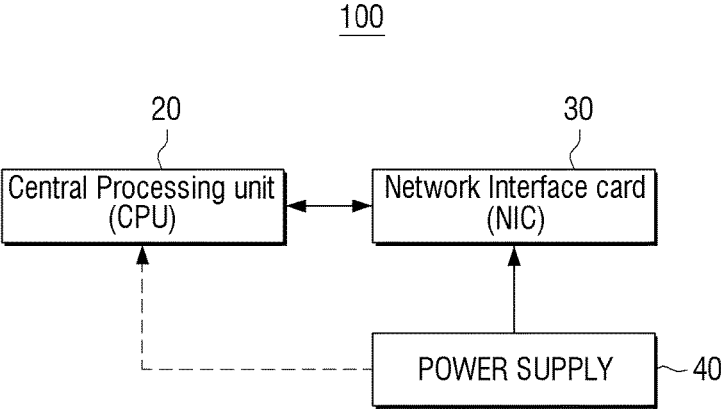 100
20
30
Central Processing unit
(CPU)
Network Interface card
(NIC)
POWER SUPPLY
40